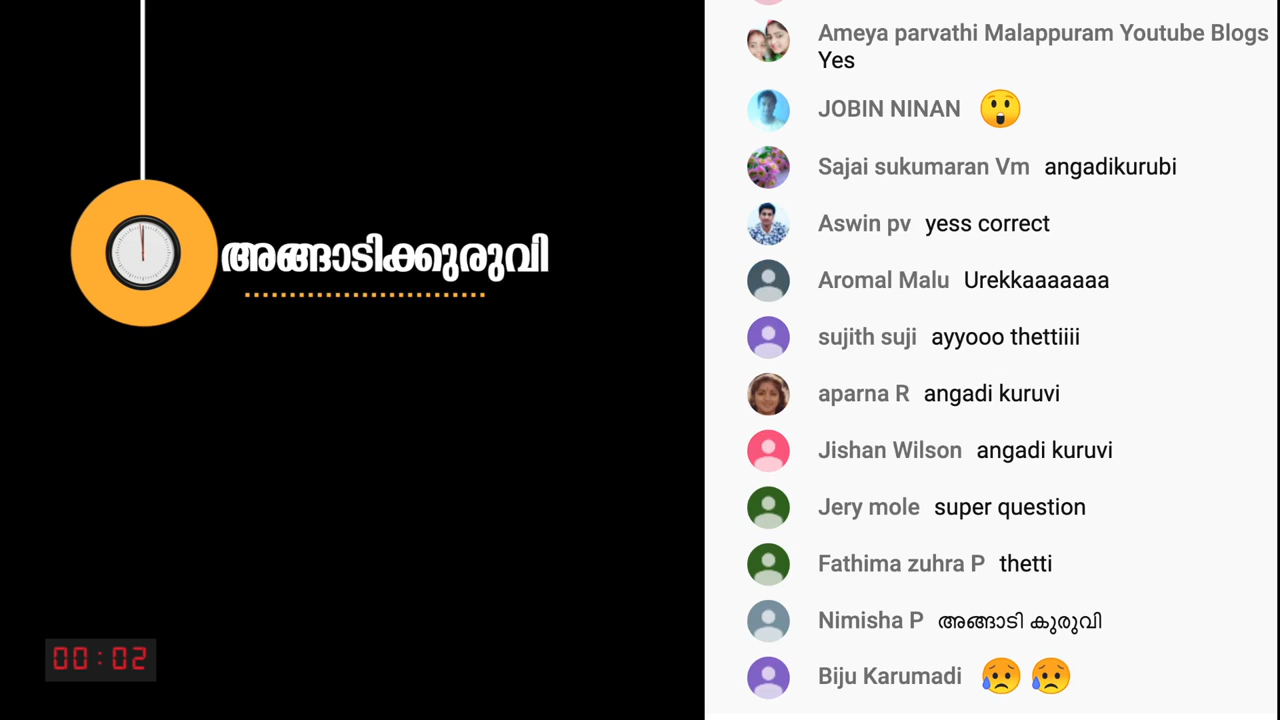 അങ്ങാടിക്കുരുവി
00:02
Ameya parvathi Malappuram Youtube Blogs
Yes
JOBIN NINAN 😲
Sajai sukumaran Vm angadikurubi
Aswin pv yess correct
Aromal Malu Urekkaaaaaaa
sujith suji ayyooo thettiiii
aparna R angadi kuruvi
Jishan Wilson angadi kuruvi
Jery mole super question
Fathima zuhra P thetti
Nimisha P അങ്ങാടി കുരുവി
Biju Karumadi 😥 😥